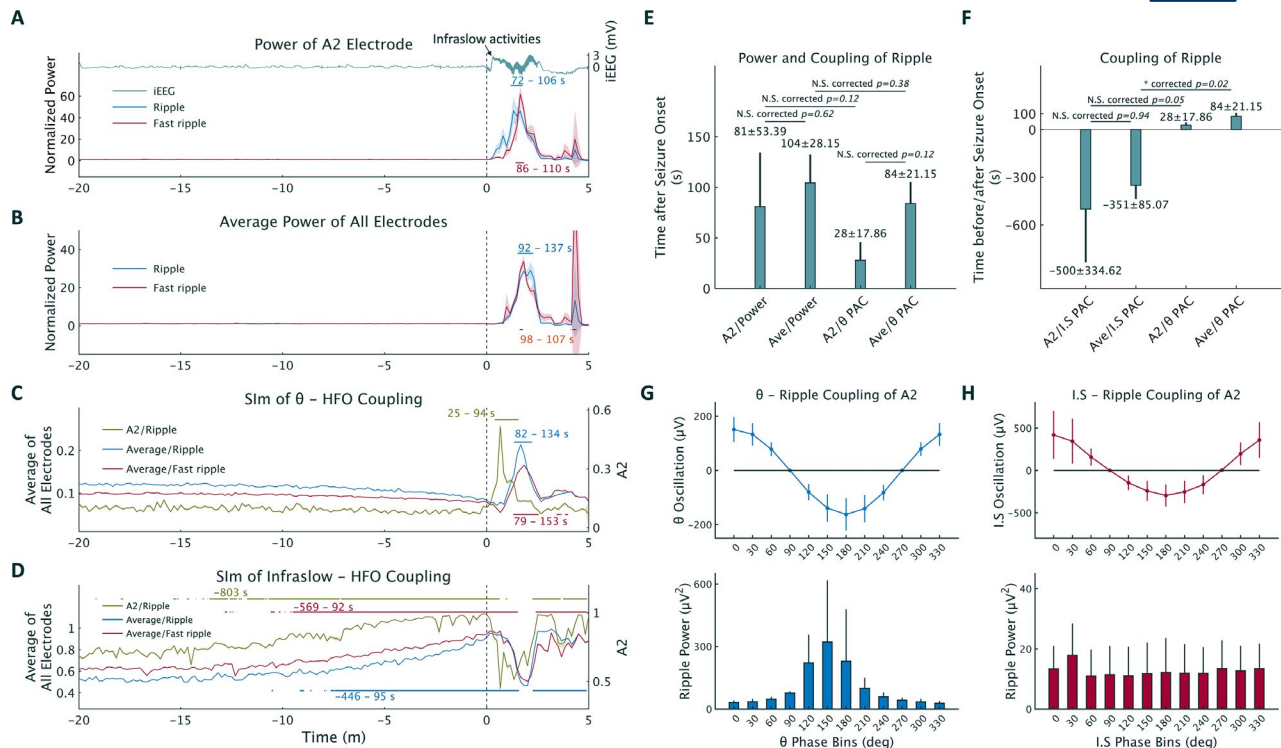 A
Power of A2 Electrode
Infraslow activities
iEEG (mV)
3
0
72 – 106 s
Normalized Power
60
40
20
0
iEEG
Ripple
Fast ripple
86 – 110 s
−20 −15 −10 −5 0 5
B
Average Power of All Electrodes
Normalized Power
40
20
0
Ripple
Fast ripple
92 – 137 s
98 – 107 s
−20 −15 −10 −5 0 5
C
SIm of θ – HFO Coupling
Average of
All Electrodes
0.2
0.1
A2/Ripple
Average/Ripple
Average/Fast ripple
25 – 94 s
82 – 134 s
79 – 153 s
0.6
0.3
0
A2
−20 −15 −10 −5 0 5
D
SIm of Infraslow – HFO Coupling
Average of
All Electrodes
1
0.8
0.6
0.4
−803 s
A2/Ripple
−569 – 92 s
Average/Ripple
Average/Fast ripple
−446 – 95 s
1
0.5
A2
−20 −15 −10 −5 0 5
Time (m)
E
Power and Coupling of Ripple
Time after Seizure Onset
(s)
150
100
50
0
N.S. corrected p=0.38
N.S. corrected p=0.12
N.S. corrected p=0.62
81±53.39
104±28.15
N.S. corrected p=0.12
84±21.15
28±17.86
A2/Power
Ave/Power
A2/θ PAC
Ave/θ PAC
F
Coupling of Ripple
Time before/after Seizure Onset
(s)
100
0
−300
−600
* corrected p=0.02
N.S. corrected p=0.05
84±21.15
N.S. corrected p=0.94
28±17.86
−351±85.07
−500±334.62
A2/I.S PAC
Ave/I.S PAC
A2/θ PAC
Ave/θ PAC
G
θ – Ripple Coupling of A2
θ Oscillation (μV)
200
0
−200
0 30 60 90 120 150 180 210 240 270 300 330
Ripple Power (μV²)
600
300
0
0 30 60 90 120 150 180 210 240 270 300 330
θ Phase Bins (deg)
H
I.S – Ripple Coupling of A2
I.S Oscillation (μV)
500
0
−500
0 30 60 90 120 150 180 210 240 270 300 330
Ripple Power (μV²)
40
20
0
0 30 60 90 120 150 180 210 240 270 300 330
I.S Phase Bins (deg)